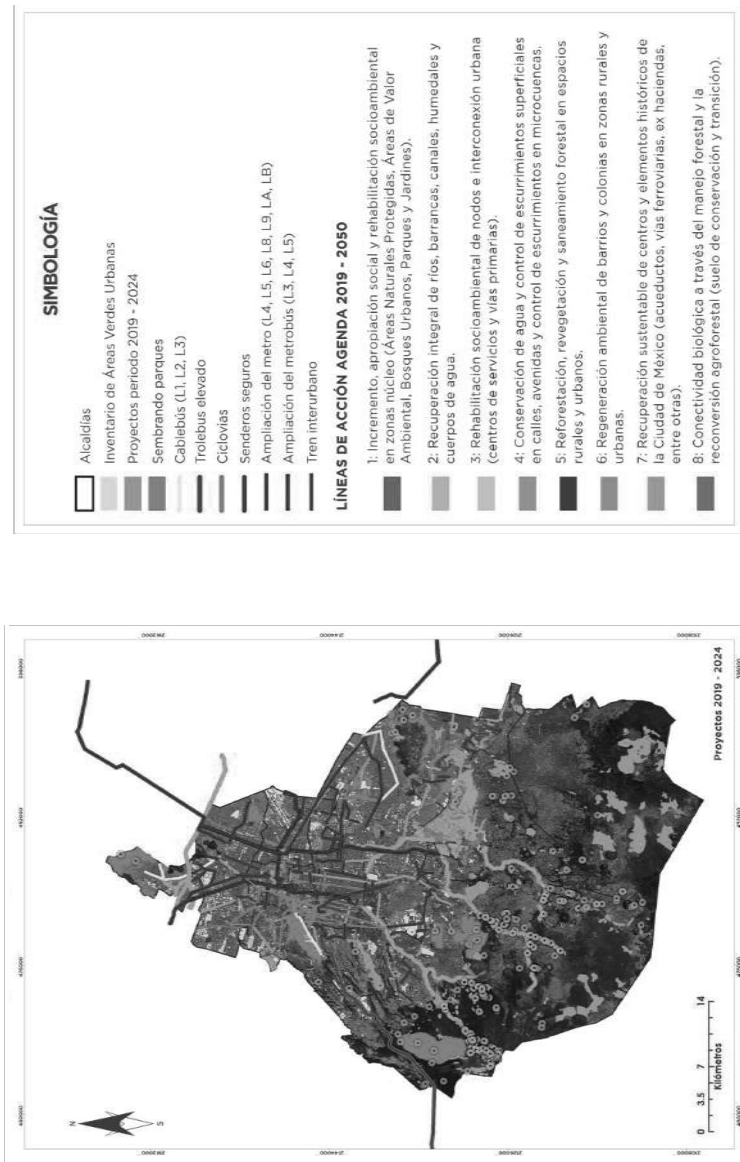 SIMBOLOGÍA
Alcaldías
Inventario de Áreas Verdes Urbanas
Proyectos periodo 2019 - 2024
Sembrando parques
Cablebús (L1, L2, L3)
Trolebus elevado
Ciclovias
Senderos seguros
Ampliación del metro (L4, L5, L6, L8, L9, LA, LB)
Ampliación del metrobús (L3, L4, L5)
Tren interurbano
LÍNEAS DE ACCIÓN AGENDA 2019 - 2050
1: Incremento, apropiación social y rehabilitación socioambiental
en zonas núcleo (Áreas Naturales Protegidas, Áreas de Valor
Ambiental, Bosques Urbanos, Parques y Jardines).
2: Recuperación integral de ríos, barrancas, canales, humedales y
cuerpos de agua.
3: Rehabilitación socioambiental de nodos e interconexión urbana
(centros de servicios y vías primarias).
4: Conservación de agua y control de escurrimientos superficiales
en calles, avenidas y control de escurrimientos en microcuencas.
5: Reforestación, revegetación y saneamiento forestal en espacios
rurales y urbanos.
6: Regeneración ambiental de barrios y colonias en zonas rurales y
urbanas.
7: Recuperación sustentable de centros y elementos históricos de
la Ciudad de México (acueductos, vías ferroviarias, ex haciendas,
entre otras).
8: Conectividad biológica a través del manejo forestal y la
reconversión agroforestal (suelo de conservación y transición).
N
S
0 3.5 7 14
Kilómetros
Proyectos 2019 - 2024